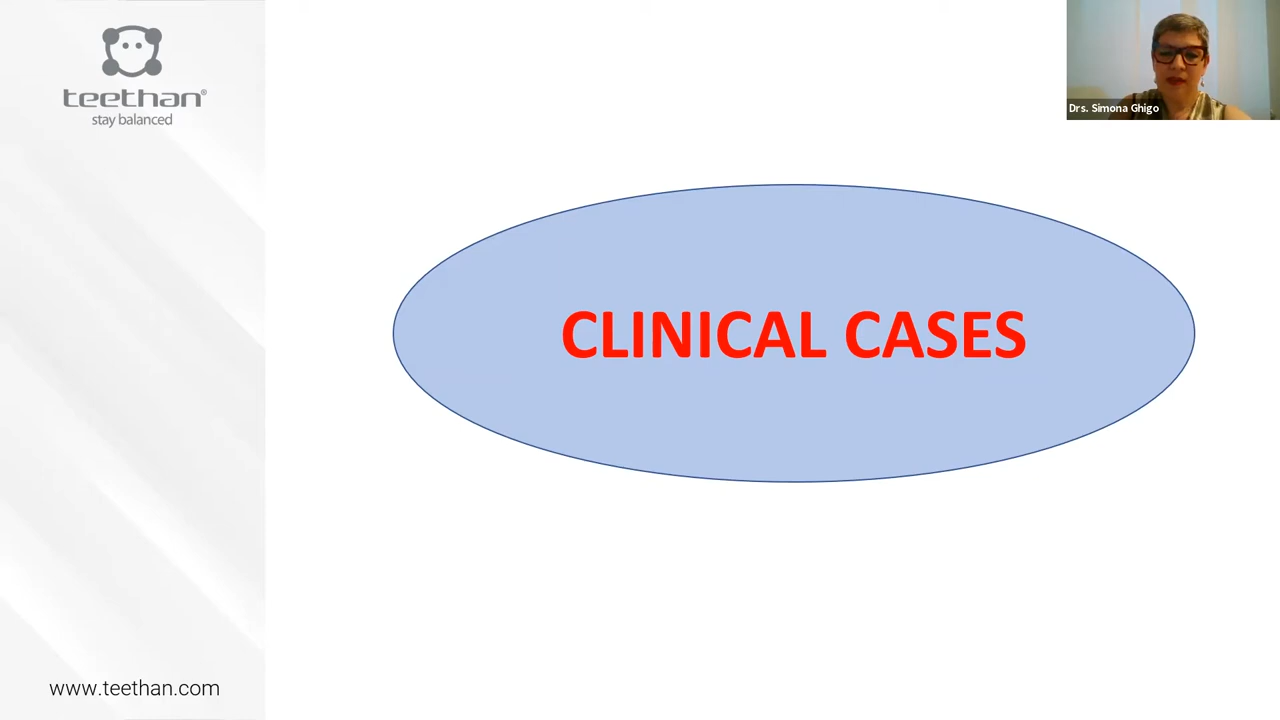 teethan®
stay balanced
Drs. Simona Ghigo
CLINICAL CASES
www.teethan.com